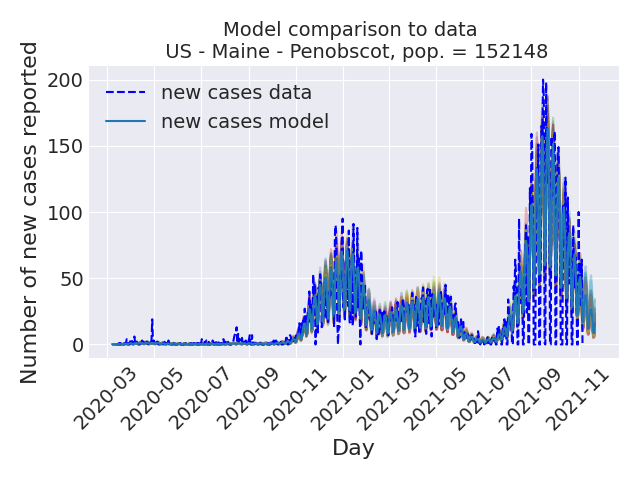 Model comparison to data
US - Maine - Penobscot, pop. = 152148
Number of new cases reported
200
150
100
50
0
new cases data
new cases model
2020-03
2020-05
2020-07
2020-09
2020-11
2021-01
2021-03
2021-05
2021-07
2021-09
2021-11
Day